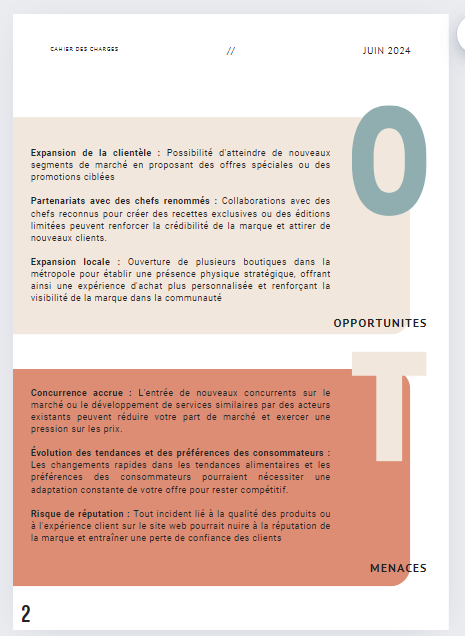 CAHIER DES CHARGES // JUIN 2024
O
Expansion de la clientèle : Possibilité d'atteindre de nouveaux
segments de marché en proposant des offres spéciales ou des
promotions ciblées
Partenariats avec des chefs renommés : Collaborations avec des
chefs reconnus pour créer des recettes exclusives ou des éditions
limitées peuvent renforcer la crédibilité de la marque et attirer de
nouveaux clients.
Expansion locale : Ouverture de plusieurs boutiques dans la
métropole pour établir une présence physique stratégique, offrant
ainsi une expérience d'achat plus personnalisée et renforçant la
visibilité de la marque dans la communauté
OPPORTUNITES
T
Concurrence accrue : L'entrée de nouveaux concurrents sur le
marché ou le développement de services similaires par des acteurs
existants peuvent réduire votre part de marché et exercer une
pression sur les prix.
Évolution des tendances et des préférences des consommateurs :
Les changements rapides dans les tendances alimentaires et les
préférences des consommateurs pourraient nécessiter une
adaptation constante de votre offre pour rester compétitif.
Risque de réputation : Tout incident lié à la qualité des produits ou
à l'expérience client sur le site web pourrait nuire à la réputation de
la marque et entraîner une perte de confiance des clients
MENACES
2